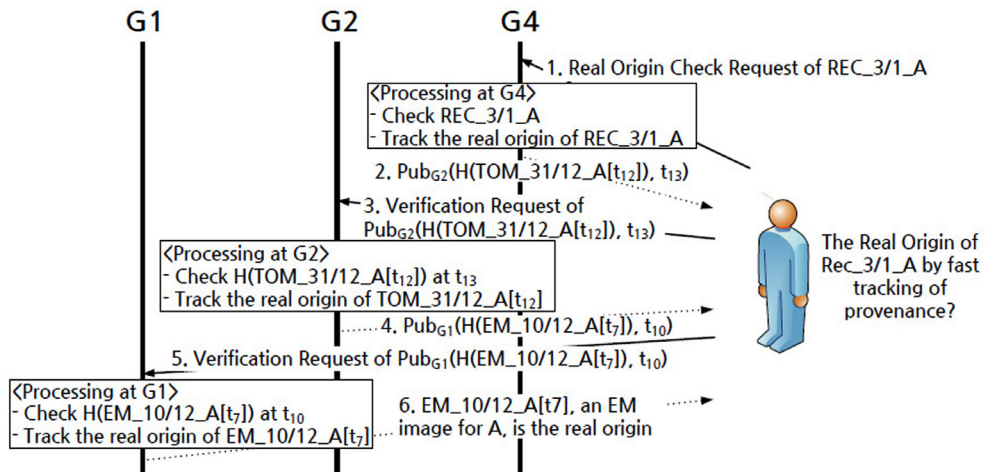 G1
G2
G4
1. Real Origin Check Request of REC_3/1_A
<Processing at G4>
- Check REC_3/1_A
- Track the real origin of REC_3/1_A
2. PubG2(H(TOM_31/12_A[t12]), t13)
3. Verification Request of
PubG2(H(TOM_31/12_A[t12]), t13)
<Processing at G2>
- Check H(TOM_31/12_A[t12]) at t13
- Track the real origin of TOM_31/12_A[t12]
The Real Origin of
Rec_3/1_A by fast
tracking of
provenance?
4. PubG1(H(EM_10/12_A[t7]), t10)
5. Verification Request of PubG1(H(EM_10/12_A[t7]), t10)
<Processing at G1>
- Check H(EM_10/12_A[t7]) at t10
- Track the real origin of EM_10/12_A[t7]
6. EM_10/12_A[t7], an EM
image for A, is the real origin